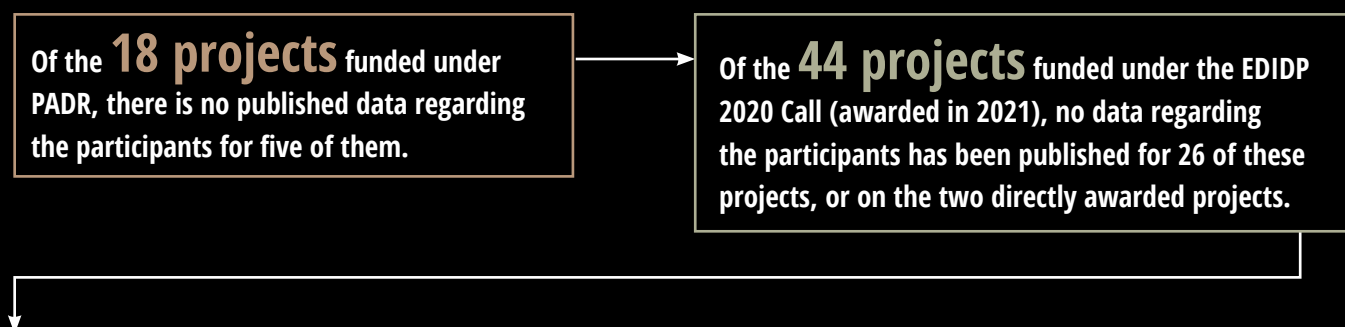 Of the 18 projects funded under
PADR, there is no published data regarding
the participants for five of them.
Of the 44 projects funded under the EDIDP
2020 Call (awarded in 2021), no data regarding
the participants has been published for 26 of these
projects, or on the two directly awarded projects.